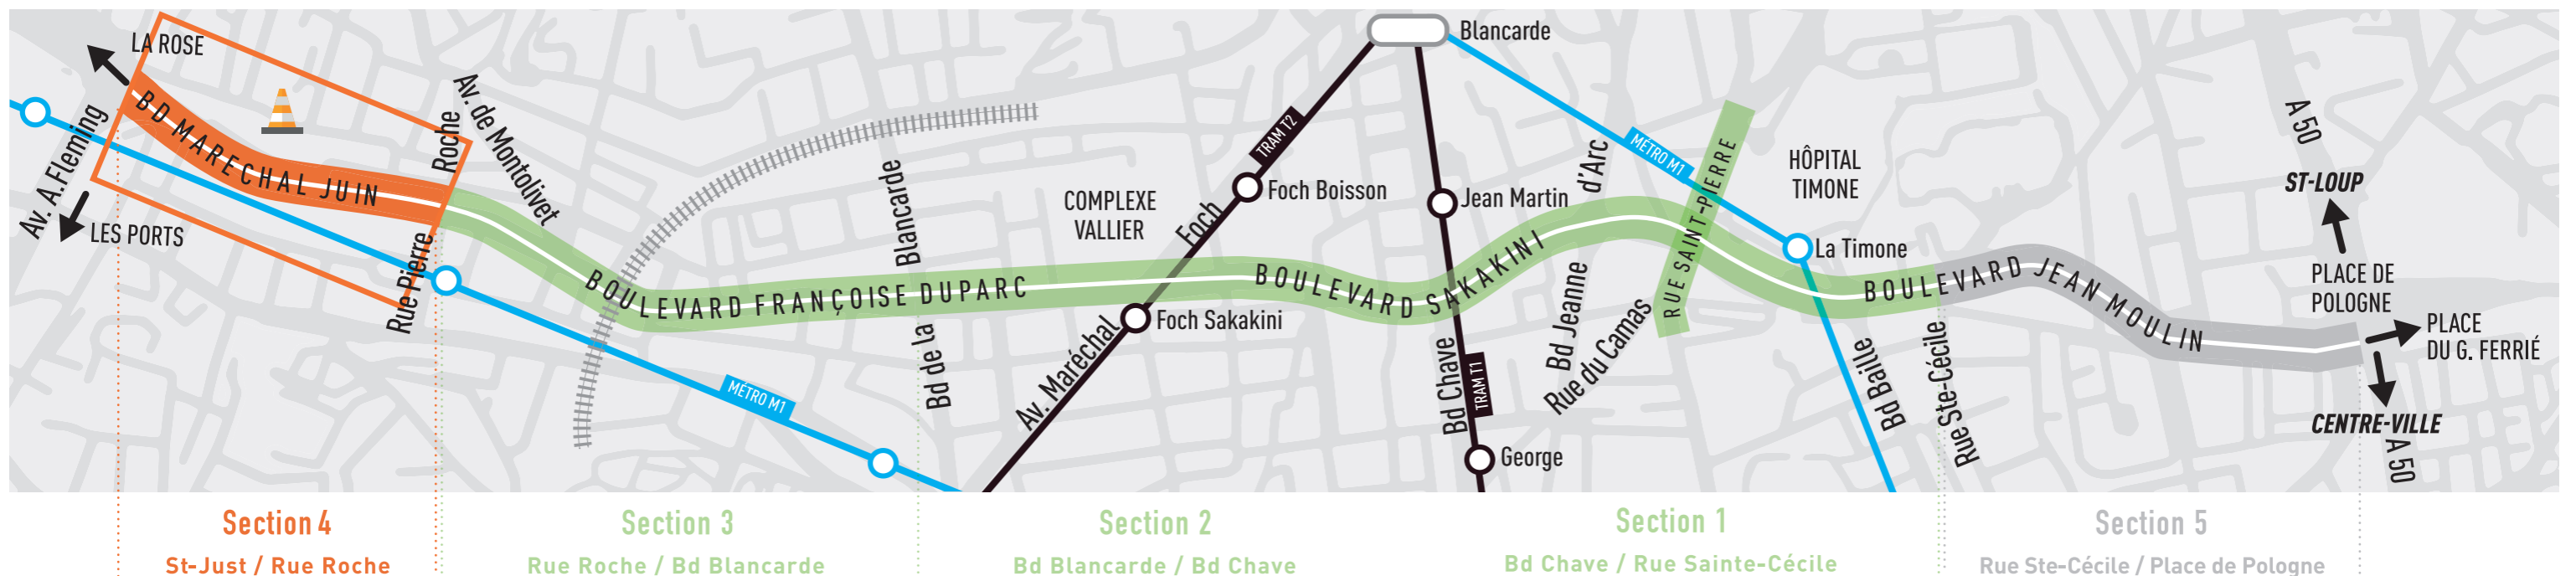 LA ROSE
Av. A.Fleming
LES PORTS
BD MARECHAL JUIN
Rue Pierre Roche
Av. de Montolivet
BOULEVARD FRANÇOISE DUPARC
MÉTRO M1
Bd de La Blancarde
COMPLEXE
VALLIER
Av. Maréchal Foch
TRAM T2
Foch Boisson
Foch Sakakini
Blancarde
Jean Martin
BOULEVARD SAKAKINI
Bd Chave
TRAM T1
George
Bd Jeanne d'Arc
Rue du Camas
MÉTRO M1
RUE SAINT-PIERRE
HÔPITAL
TIMONE
La Timone
BOULEVARD JEAN MOULIN
Bd Baille
Rue Ste-Cécile
A 50
ST-LOUP
PLACE DE
POLOGNE
PLACE
DU G. FERRIÉ
CENTRE-VILLE
A 50
Section 4
St-Just / Rue Roche
Section 3
Rue Roche / Bd Blancarde
Section 2
Bd Blancarde / Bd Chave
Section 1
Bd Chave / Rue Sainte-Cécile
Section 5
Rue Ste-Cécile / Place de Pologne